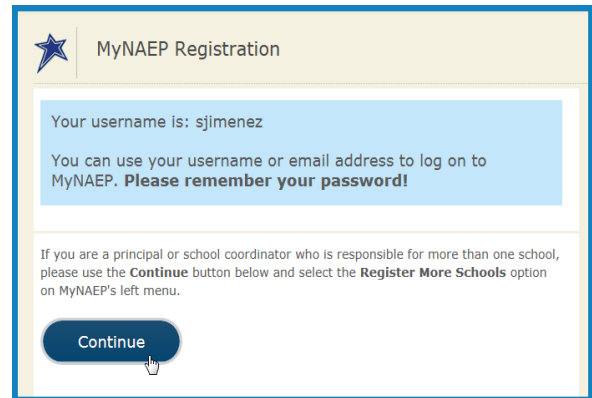 MyNAEP Registration
Your username is: sjimenez
You can use your username or email address to log on to
MyNAEP. Please remember your password!
If you are a principal or school coordinator who is responsible for more than one school,
please use the Continue button below and select the Register More Schools option
on MyNAEP's left menu.
Continue